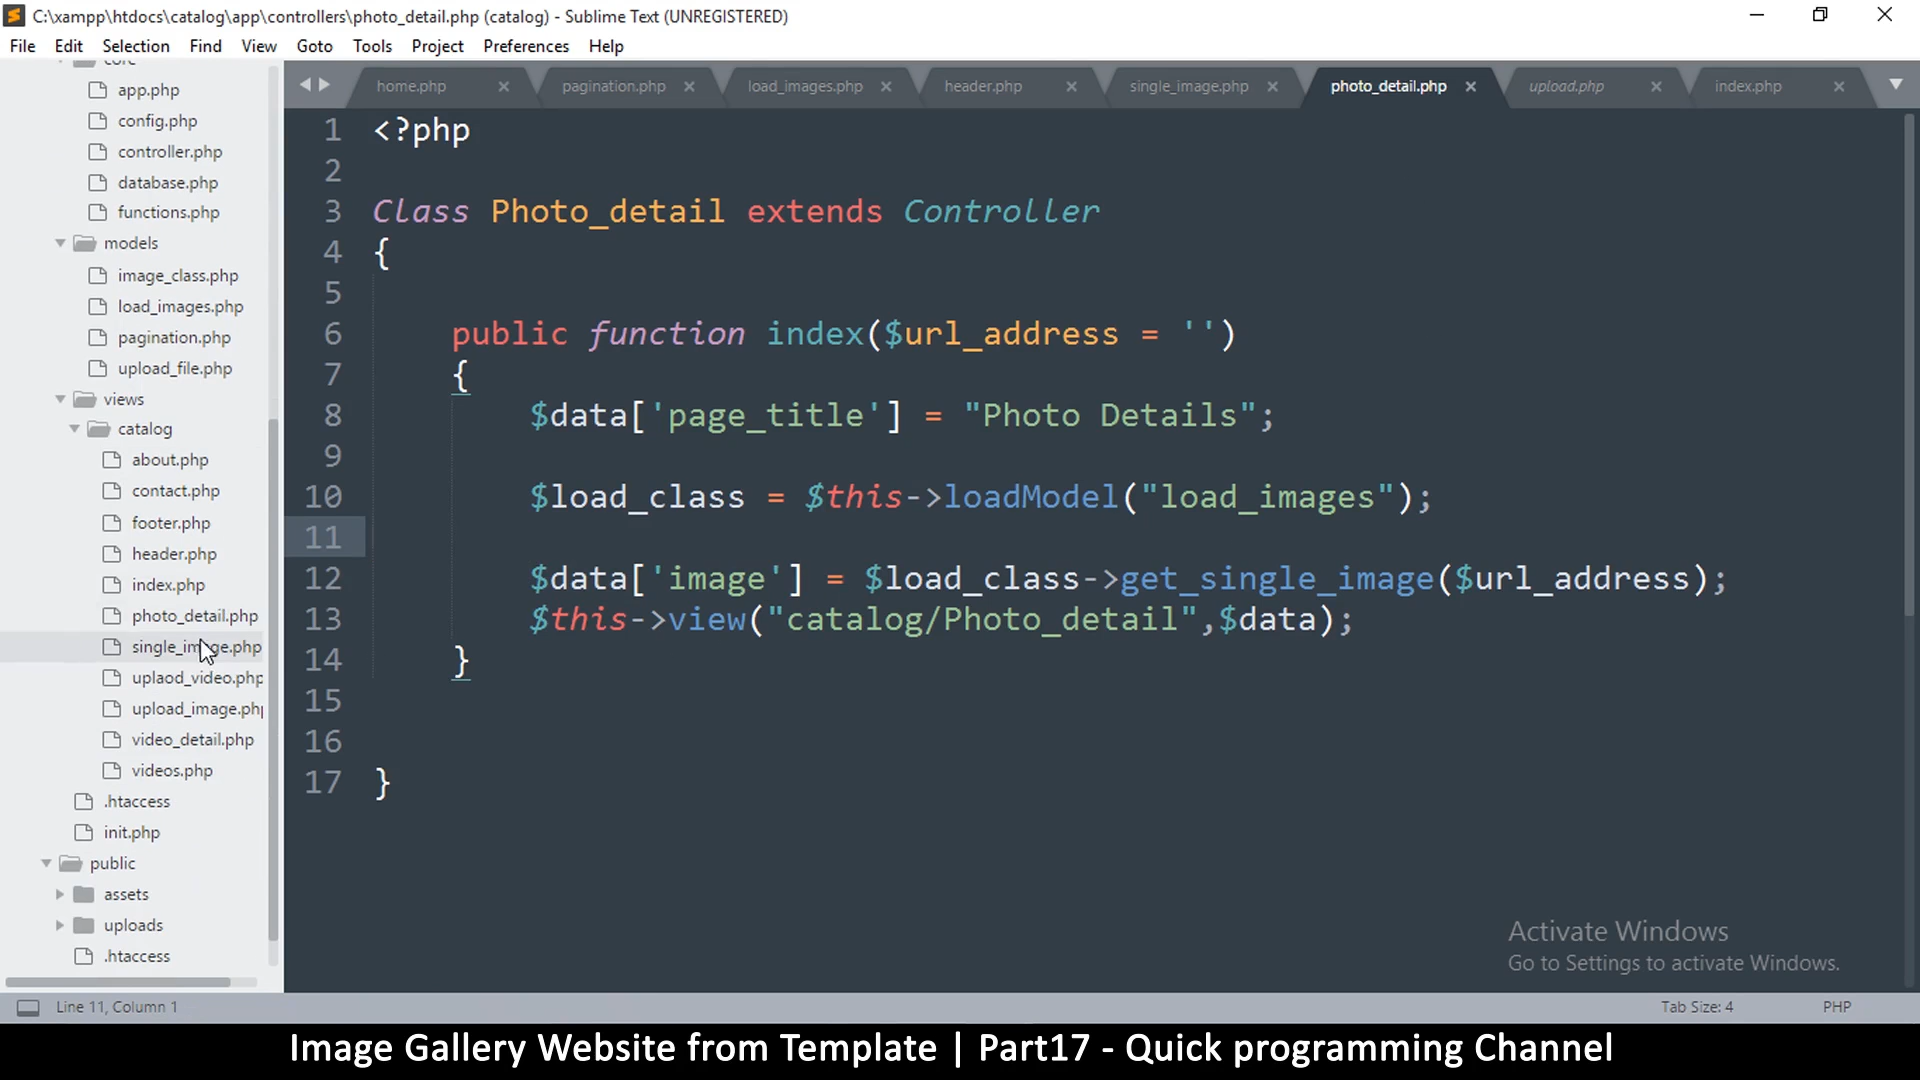 C:\xampp\htdocs\catalog\app\controllers\photo_detail.php (catalog) - Sublime Text (UNREGISTERED)
File Edit Selection Find View Goto Tools Project Preferences Help
home.php pagination.php load_images.php header.php single_image.php photo_detail.php upload.php index.php
core
app.php
config.php
controller.php
database.php
functions.php
models
image_class.php
load_images.php
pagination.php
upload_file.php
views
catalog
about.php
contact.php
footer.php
header.php
index.php
photo_detail.php
single_image.php
uplaod_video.php
upload_image.php
video_detail.php
videos.php
.htaccess
init.php
public
assets
uploads
.htaccess
1 <?php
2
3 Class Photo_detail extends Controller
4 {
5
6 public function index($url_address = '')
7 {
8 $data['page_title'] = "Photo Details";
9
10 $load_class = $this->loadModel("load_images");
11
12 $data['image'] = $load_class->get_single_image($url_address);
13 $this->view("catalog/Photo_detail",$data);
14 }
15
16
17 }
Activate Windows
Go to Settings to activate Windows.
Line 11, Column 1
Tab Size: 4
PHP
Image Gallery Website from Template | Part17 - Quick programming Channel